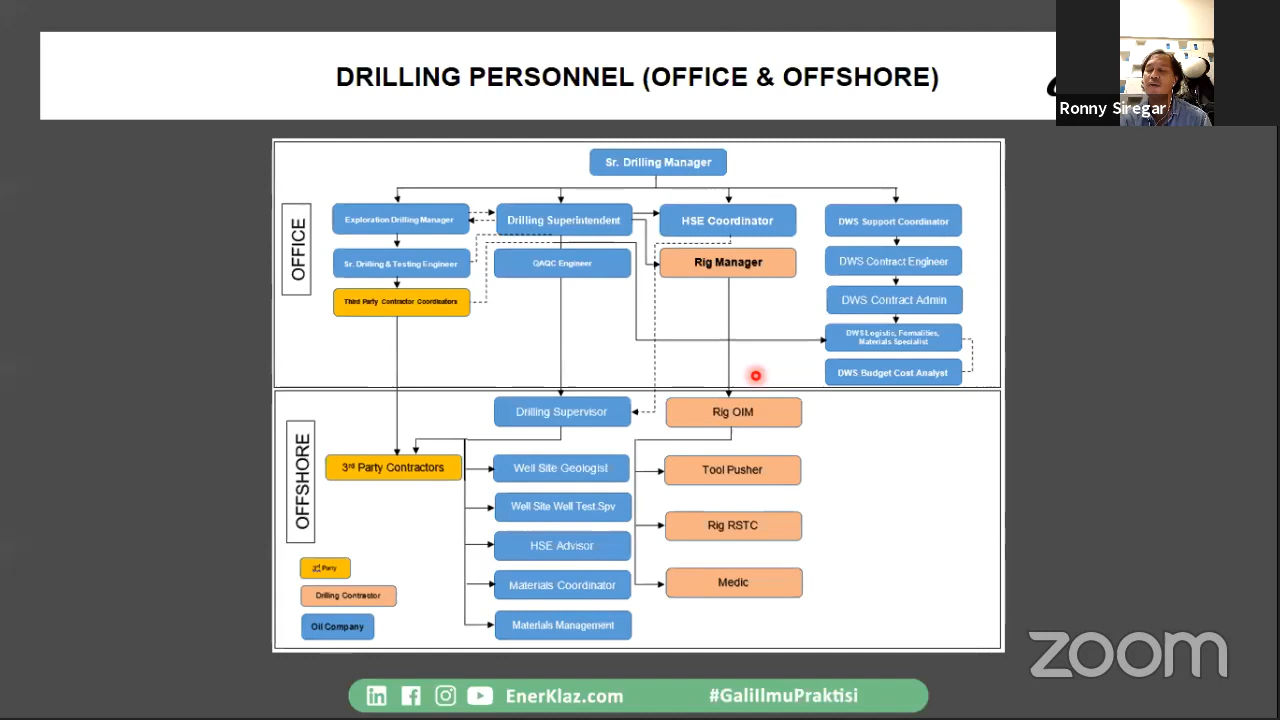 DRILLING PERSONNEL (OFFICE & OFFSHORE)
Ronny Siregar
OFFICE
Sr. Drilling Manager
Exploration Drilling Manager
Drilling Superintendent
HSE Coordinator
DWS Support Coordinator
Sr. Drilling & Testing Engineer
QAQC Engineer
Rig Manager
DWS Contract Engineer
Third Party Contractor Coordinators
DWS Contract Admin
DWS Logistic, Formalities,
Materials Specialist
DWS Budget Cost Analyst
OFFSHORE
Drilling Supervisor
Rig OIM
3rd Party Contractors
Well Site Geologist
Tool Pusher
Well Site Well Test Spv
Rig RSTC
HSE Advisor
Materials Coordinator
Medic
Materials Management
Party
Drilling Contractor
Oil Company
zoom
EnerKlaz.com
#GaliIlmuPraktisi